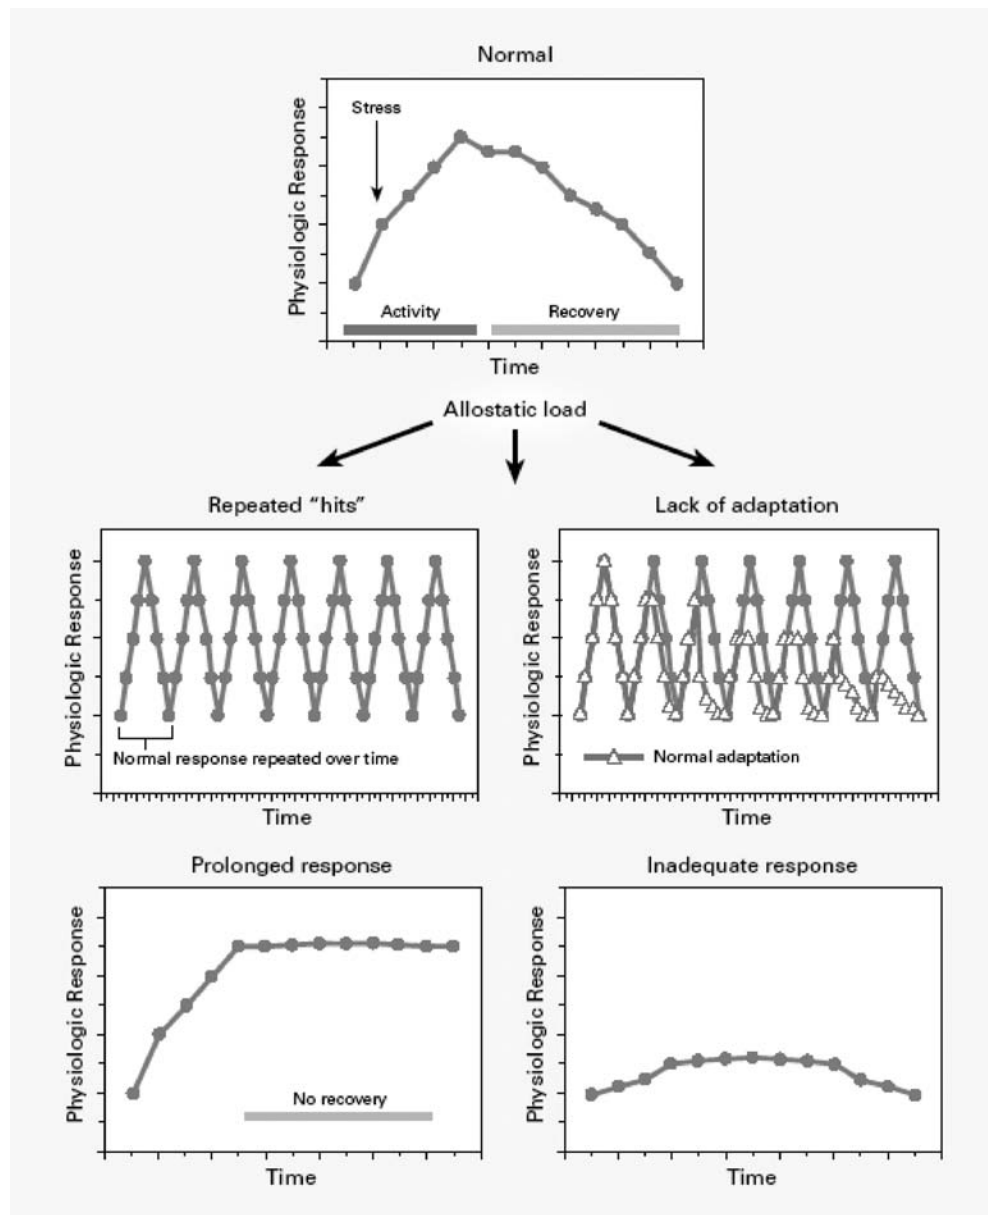 Normal
Stress
Physiologic Response
Activity
Recovery
Time
Allostatic load
Repeated “hits”
Physiologic Response
Normal response repeated over time
Time
Lack of adaptation
Physiologic Response
Normal adaptation
Time
Prolonged response
Physiologic Response
No recovery
Time
Inadequate response
Physiologic Response
Time